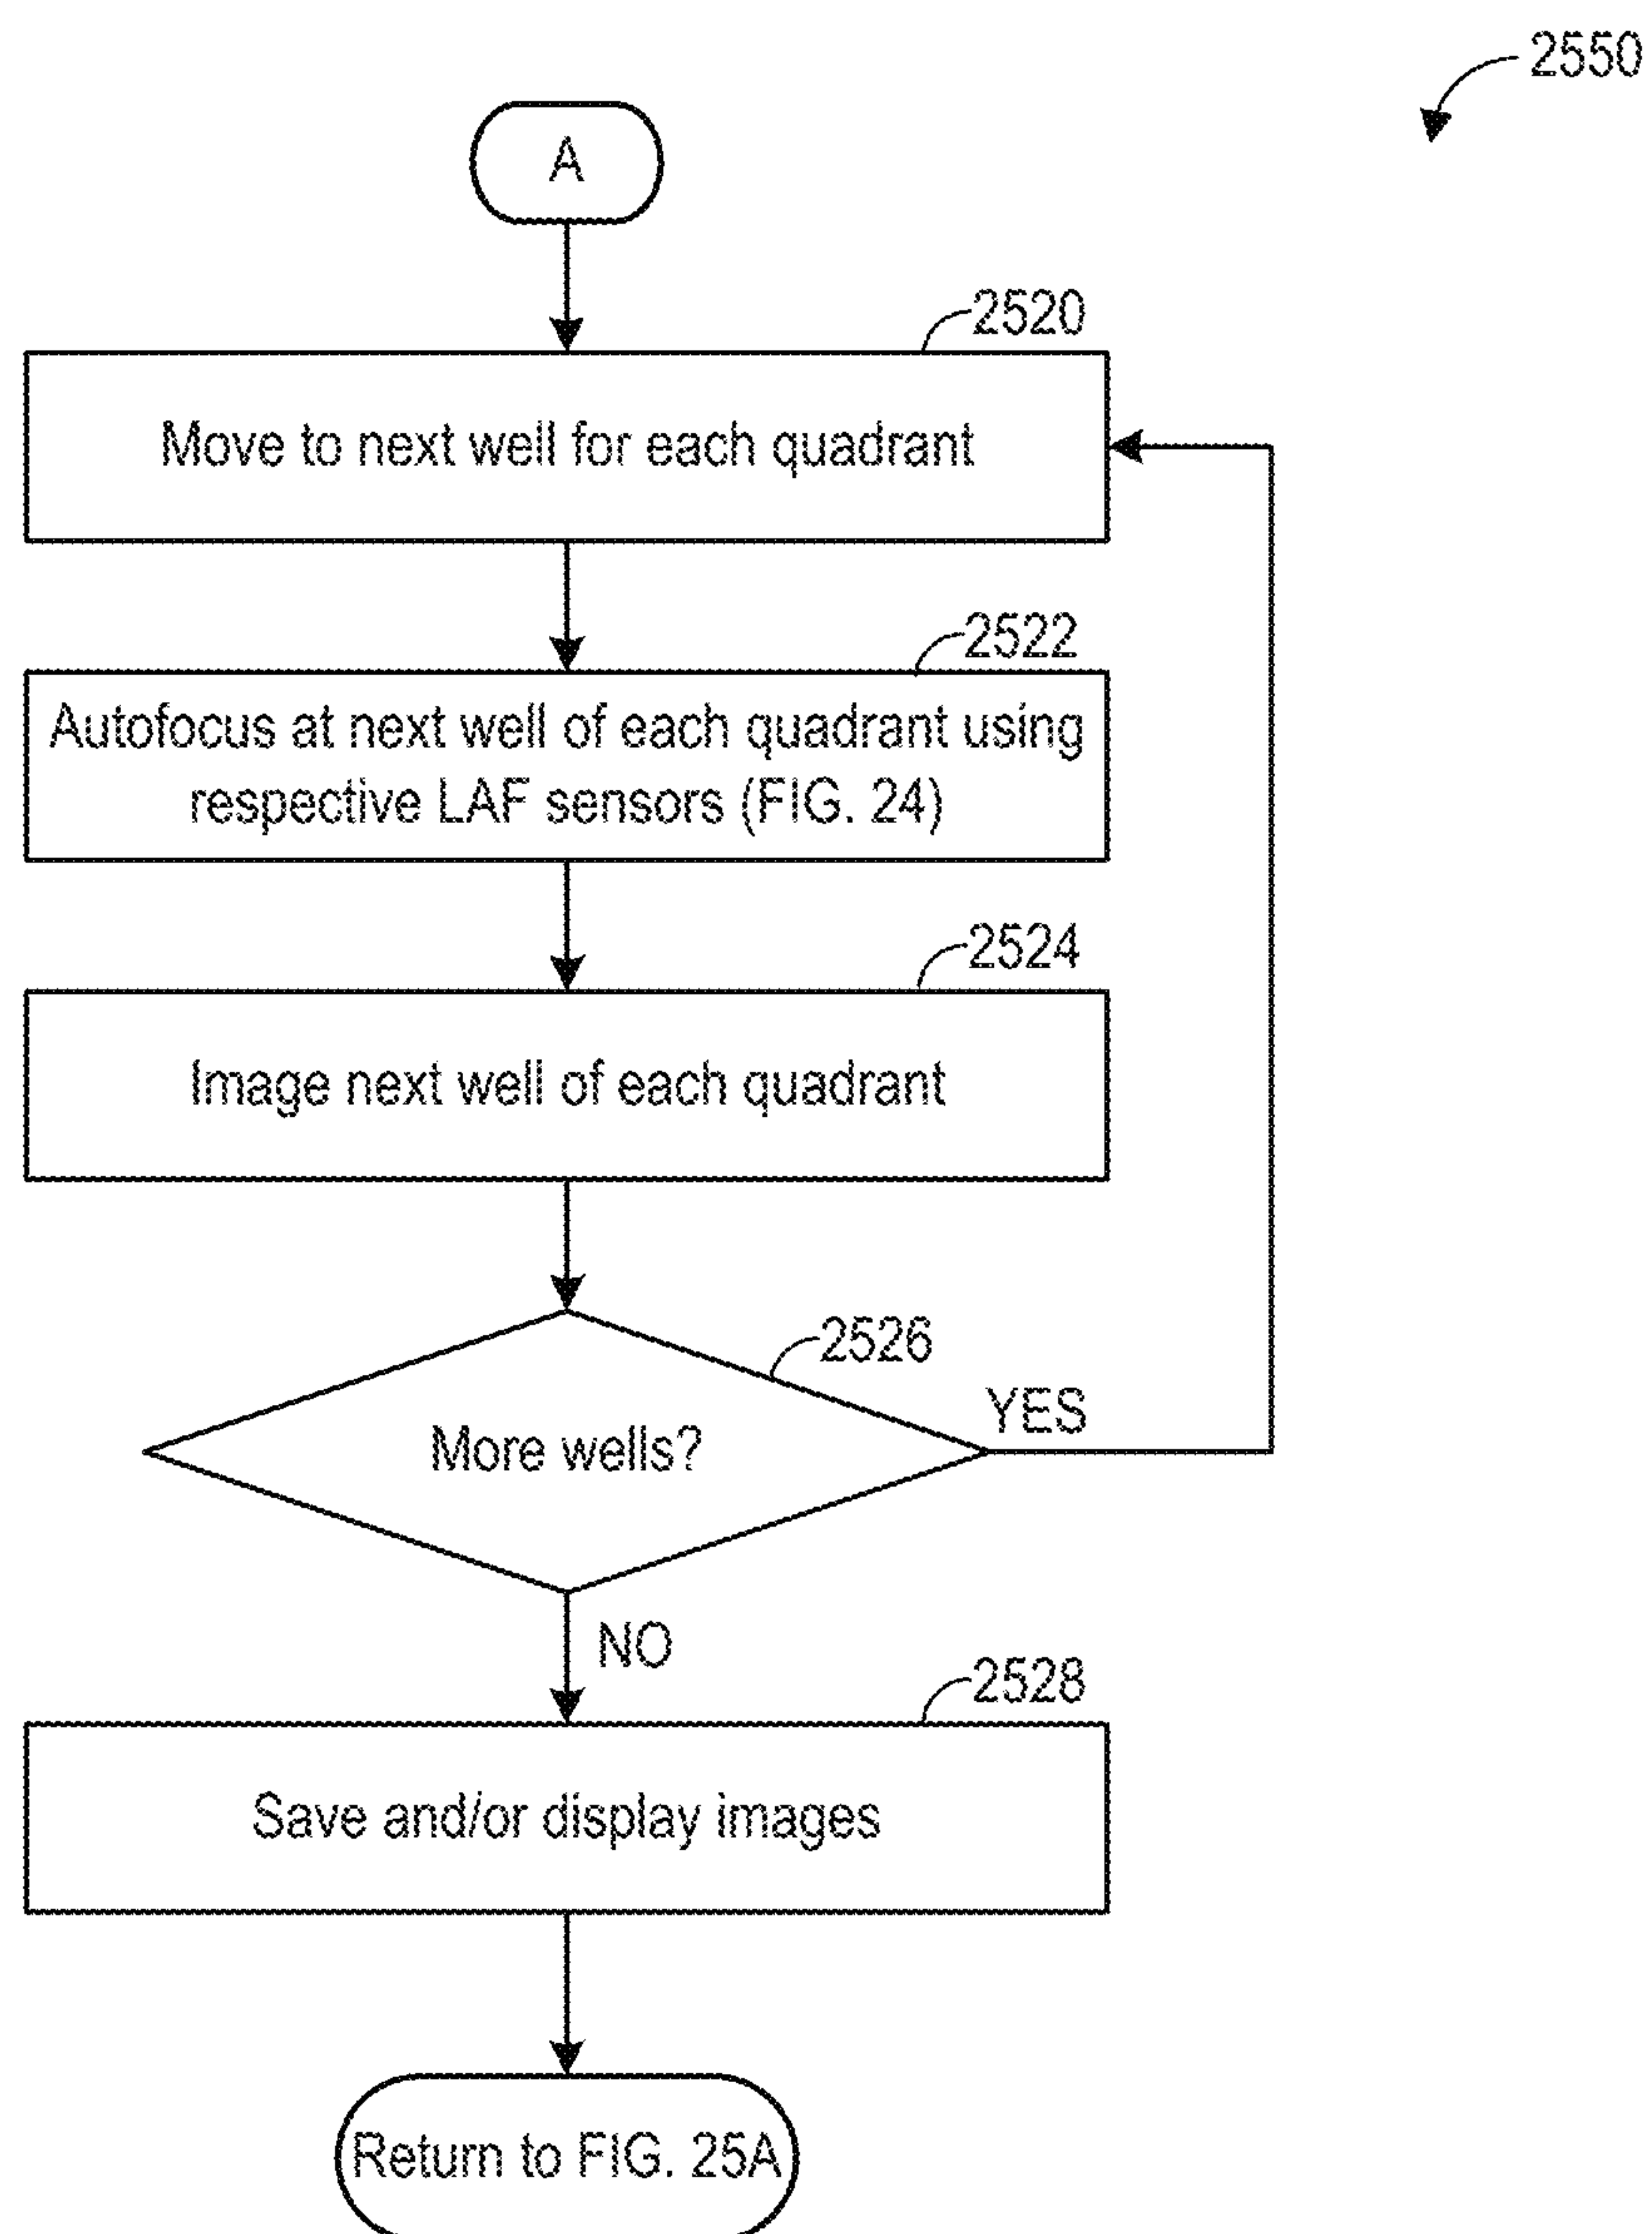 2550
A
2520
Move to next well for each quadrant
2522
Autofocus at next well of each quadrant using
respective LAF sensors (FIG. 24)
2524
Image next well of each quadrant
2526
More wells?
YES
NO
2528
Save and/or display images
Return to FIG. 25A